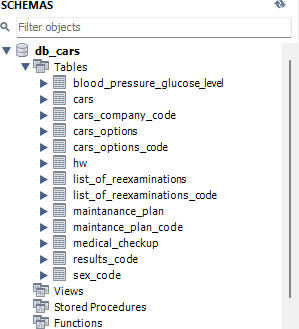 SCHEMAS
Filter objects
db_cars
Tables
blood_pressure_glucose_level
cars
cars_company_code
cars_options
cars_options_code
hw
list_of_reexaminations
list_of_reexaminations_code
maintanance_plan
maintance_plan_code
medical_checkup
results_code
sex_code
Views
Stored Procedures
Functions